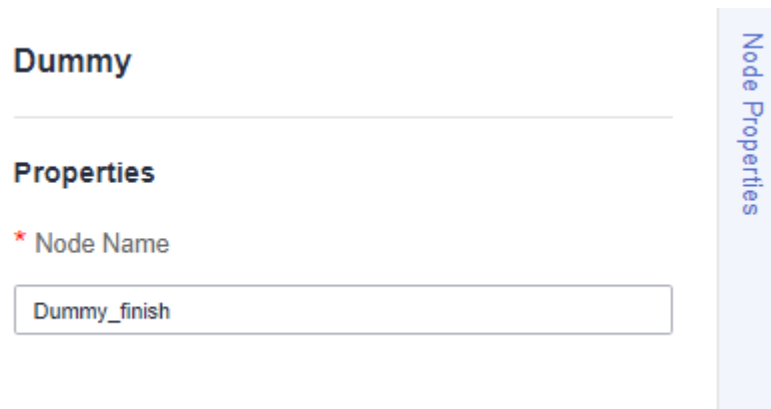 Dummy
Properties
* Node Name
Dummy_finish
Node Properties